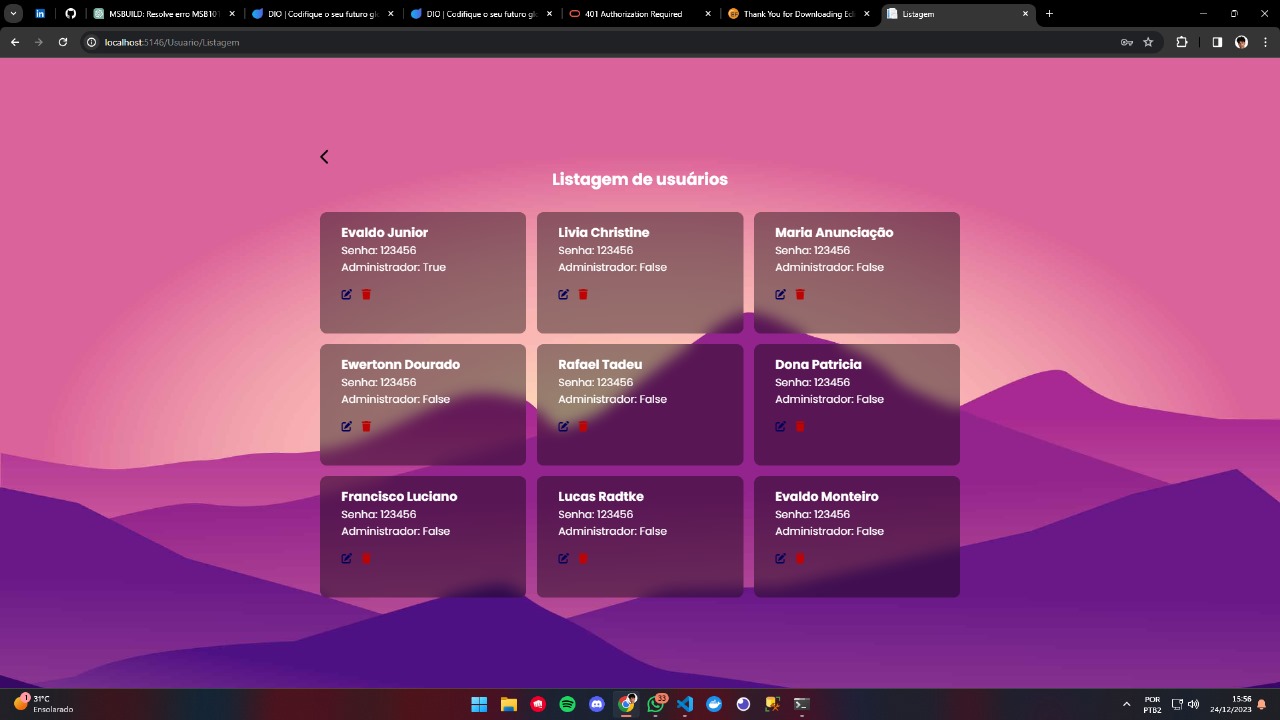 MSBUILD: Resolve erro MSB101
DIO | Codifique o seu futuro gl
DIO | Codifique o seu futuro gl
401 Authorization Required
Thank You for Downloading Edi
Listagem
localhost:5146/Usuario/Listagem
Listagem de usuários
Evaldo Junior
Senha: 123456
Administrador: True
Livia Christine
Senha: 123456
Administrador: False
Maria Anunciação
Senha: 123456
Administrador: False
Ewertonn Dourado
Senha: 123456
Administrador: False
Rafael Tadeu
Senha: 123456
Administrador: False
Dona Patricia
Senha: 123456
Administrador: False
Francisco Luciano
Senha: 123456
Administrador: False
Lucas Radtke
Senha: 123456
Administrador: False
Evaldo Monteiro
Senha: 123456
Administrador: False
1
31°C
Ensolarado
33
POR
PTB2
15:56
24/12/2023